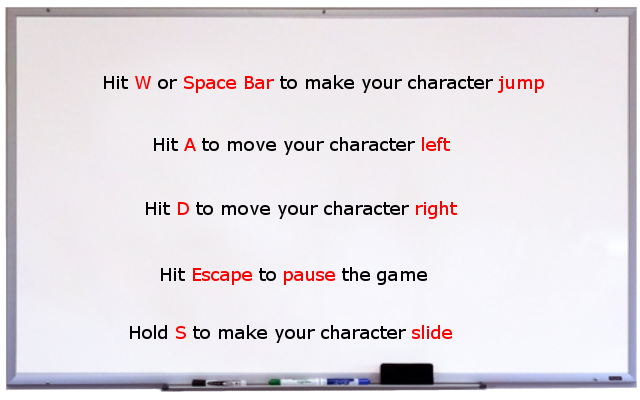 Hit W or Space Bar to make your character jump
Hit A to move your character left
Hit D to move your character right
Hit Escape to pause the game
Hold S to make your character slide